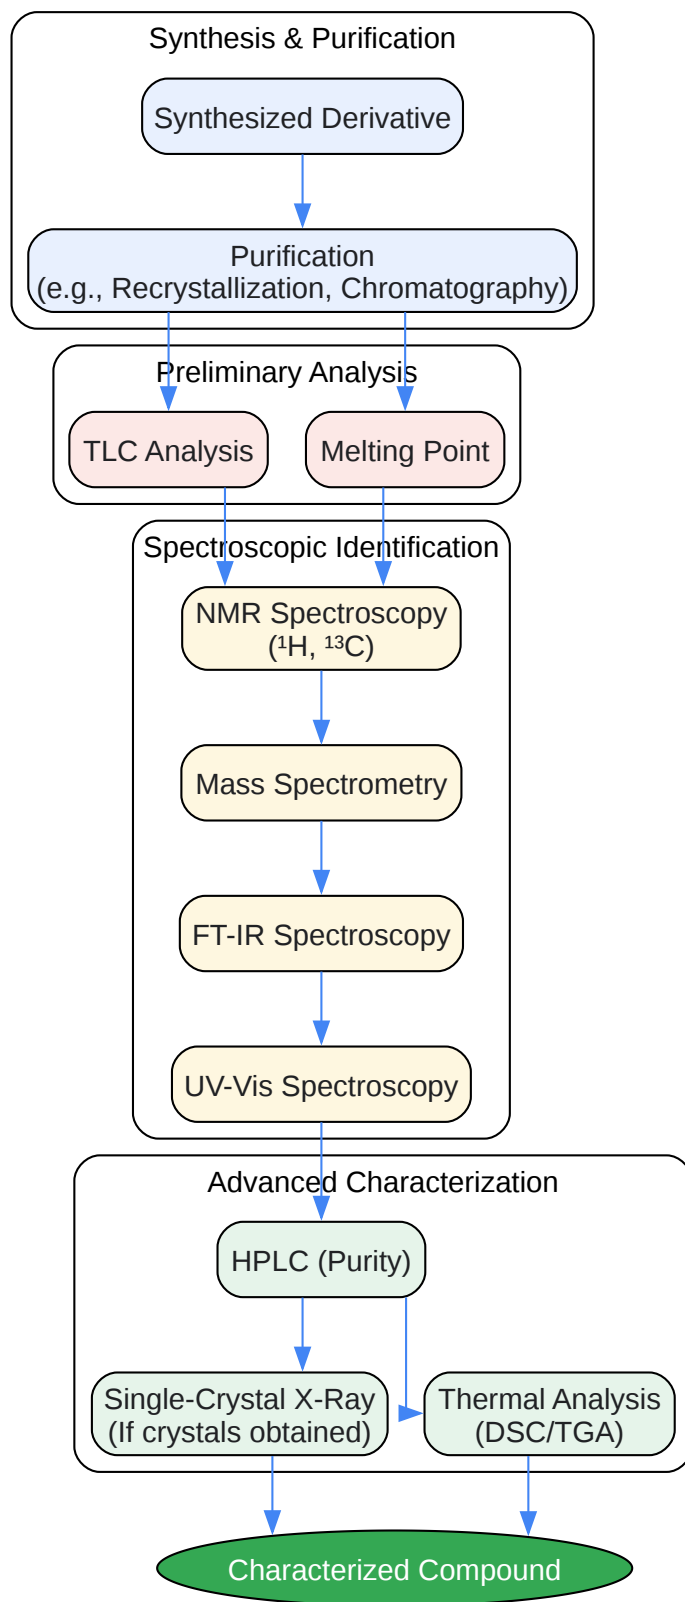 Synthesis & Purification
Synthesized Derivative
Purification
(e.g., Recrystallization, Chromatography)
Preliminary Analysis
TLC Analysis
Melting Point
Spectroscopic Identification
NMR Spectroscopy
(¹H, ¹³C)
Mass Spectrometry
FT-IR Spectroscopy
UV-Vis Spectroscopy
Advanced Characterization
HPLC (Purity)
Single-Crystal X-Ray
(If crystals obtained)
Thermal Analysis
(DSC/TGA)
Characterized Compound